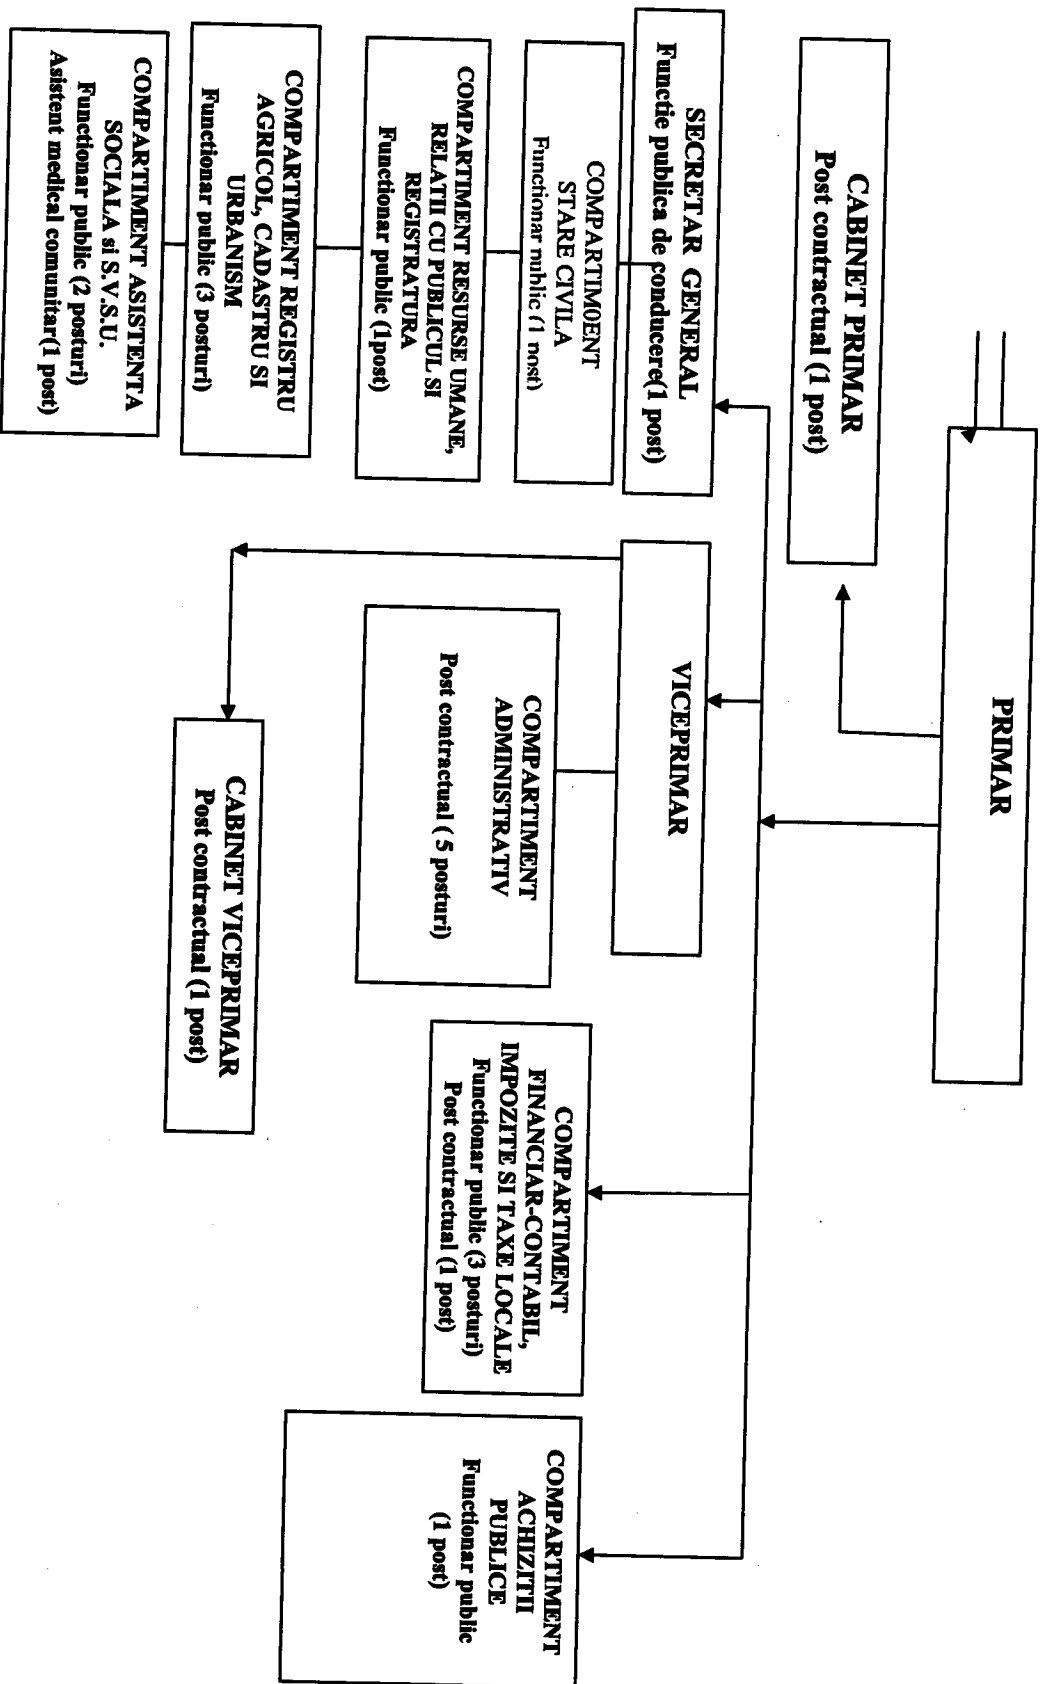 PRIMAR
CABINET PRIMAR
Post contractual (1 post)
SECRETAR GENERAL
Functie publica de conducere(1 post)
COMPARTIM0ENT
STARE CIVILA
Functionar public (1 post)
COMPARTIMENT RESURSE UMANE,
RELATII CU PUBLICUL SI
REGISTRATURA
Functionar public (1post)
COMPARTIMENT REGISTRU
AGRICOL, CADASTRU SI
URBANISM
Functionar public (3 posturi)
COMPARTIMENT ASISTENTA
SOCIALA si S.V.S.U.
Functionar public (2 posturi)
Asistent medical comunitar(1 post)
VICEPRIMAR
COMPARTIMENT
ADMINISTRATIV
Post contractual ( 5 posturi)
CABINET VICEPRIMAR
Post contractual (1 post)
COMPARTIMENT
FINANCIAR-CONTABIL,
IMPOZITE SI TAXE LOCALE
Functionar public (3 posturi)
Post contractual (1 post)
COMPARTIMENT
ACHIZITII
PUBLICE
Functionar public
(1 post)